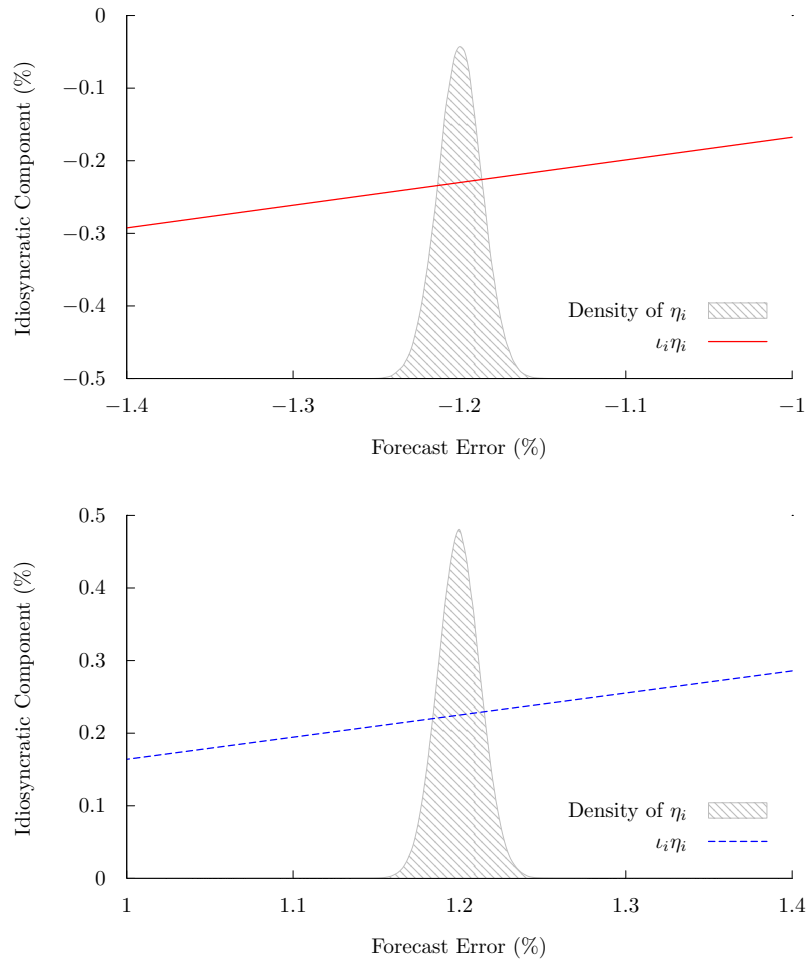 0
−0.1
−0.2
−0.3
−0.4
−0.5
Idiosyncratic Component (%)
Density of ηᵢ
ιᵢηᵢ
−1.4 −1.3 −1.2 −1.1 −1
Forecast Error (%)
0.5
0.4
0.3
0.2
0.1
0
Idiosyncratic Component (%)
Density of ηᵢ
ιᵢηᵢ
1 1.1 1.2 1.3 1.4
Forecast Error (%)